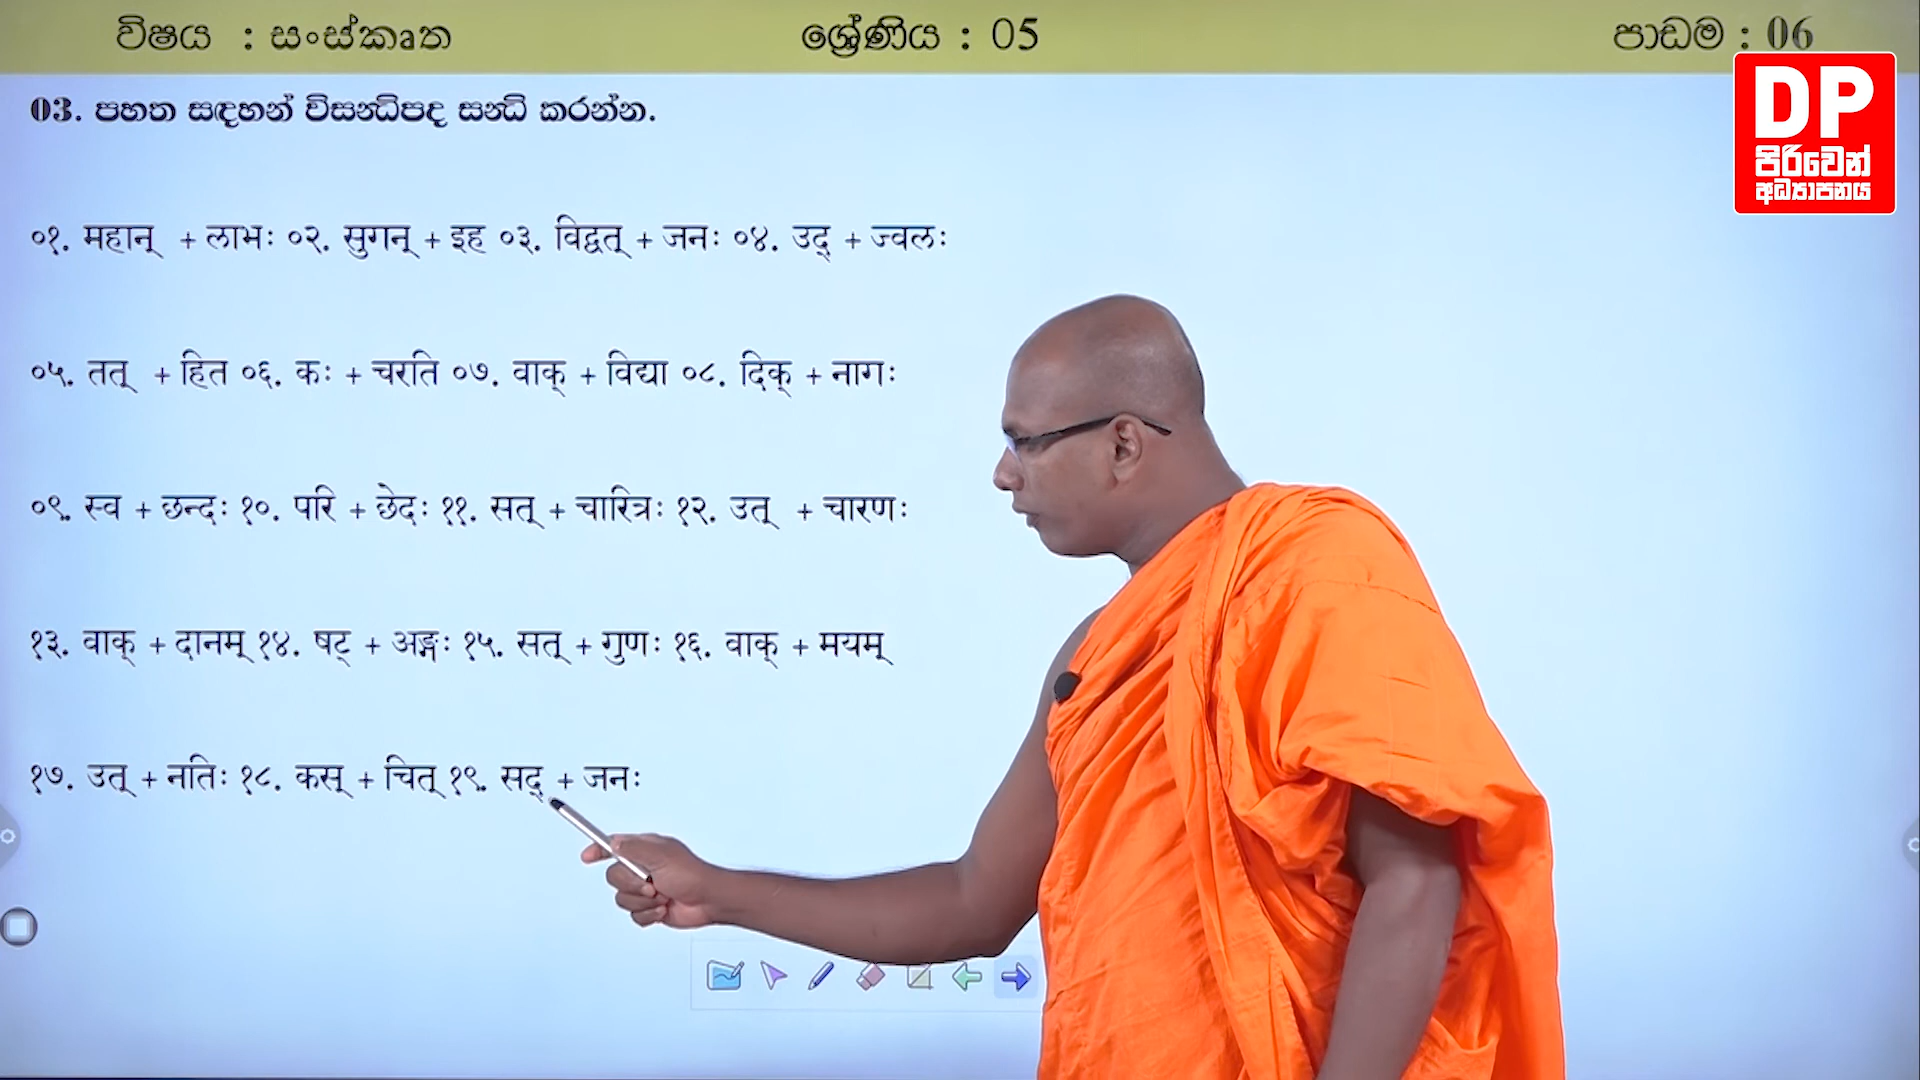 විෂය : සංස්කෘත ශ්‍රේණිය : 05 පාඩම : 06
DP
පිරිවෙන්
අධ්‍යාපනය
03. පහත සඳහන් විසන්ධිපද සන්ධි කරන්න.
०१. महान् + लाभः ०२. सुगन् + इह ०३. विद्वत् + जनः ०४. उद् + ज्वलः
०५. तत् + हित ०६. कः + चरति ०७. वाक् + विद्या ०८. दिक् + नागः
०९. स्व + छन्दः १०. परि + छेदः ११. सत् + चारित्रः १२. उत् + चारणः
१३. वाक् + दानम् १४. षट् + अङ्गः १५. सत् + गुणः १६. वाक् + मयम्
१७. उत् + नतिः १८. कस् + चित् १९. सद् + जनः